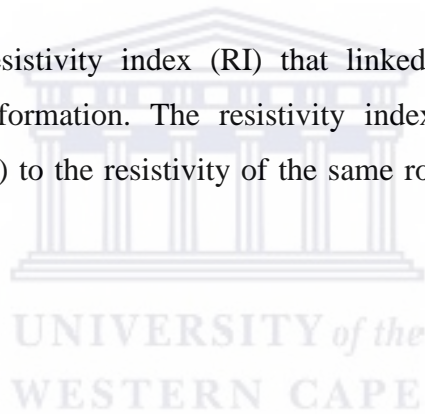 esistivity index (RI) that linked
formation. The resistivity index
) to the resistivity of the same ro
UNIVERSITY of the
WESTERN CAPE